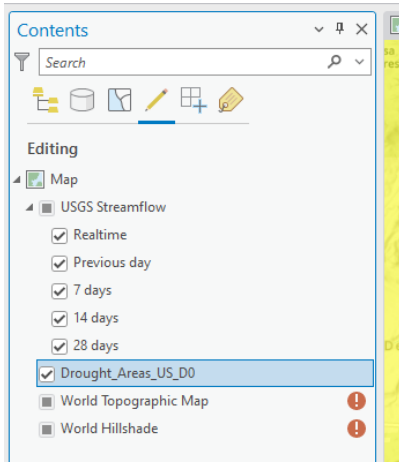 Contents
Search
Editing
Map
USGS Streamflow
Realtime
Previous day
7 days
14 days
28 days
Drought_Areas_US_D0
World Topographic Map
World Hillshade